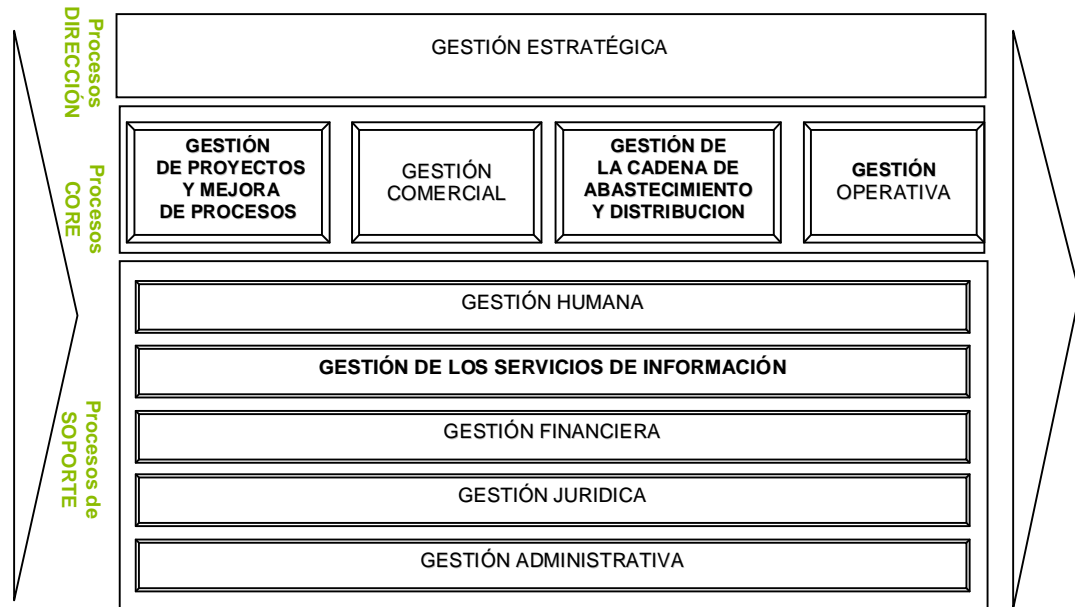 Procesos
DIRECCIÓN
GESTIÓN ESTRATÉGICA
Procesos
CORE
GESTIÓN
DE PROYECTOS
Y MEJORA
DE PROCESOS
GESTIÓN
COMERCIAL
GESTIÓN DE
LA CADENA DE
ABASTECIMIENTO
Y DISTRIBUCION
GESTIÓN
OPERATIVA
Procesos de
SOPORTE
GESTIÓN HUMANA
GESTIÓN DE LOS SERVICIOS DE INFORMACIÓN
GESTIÓN FINANCIERA
GESTIÓN JURIDICA
GESTIÓN ADMINISTRATIVA